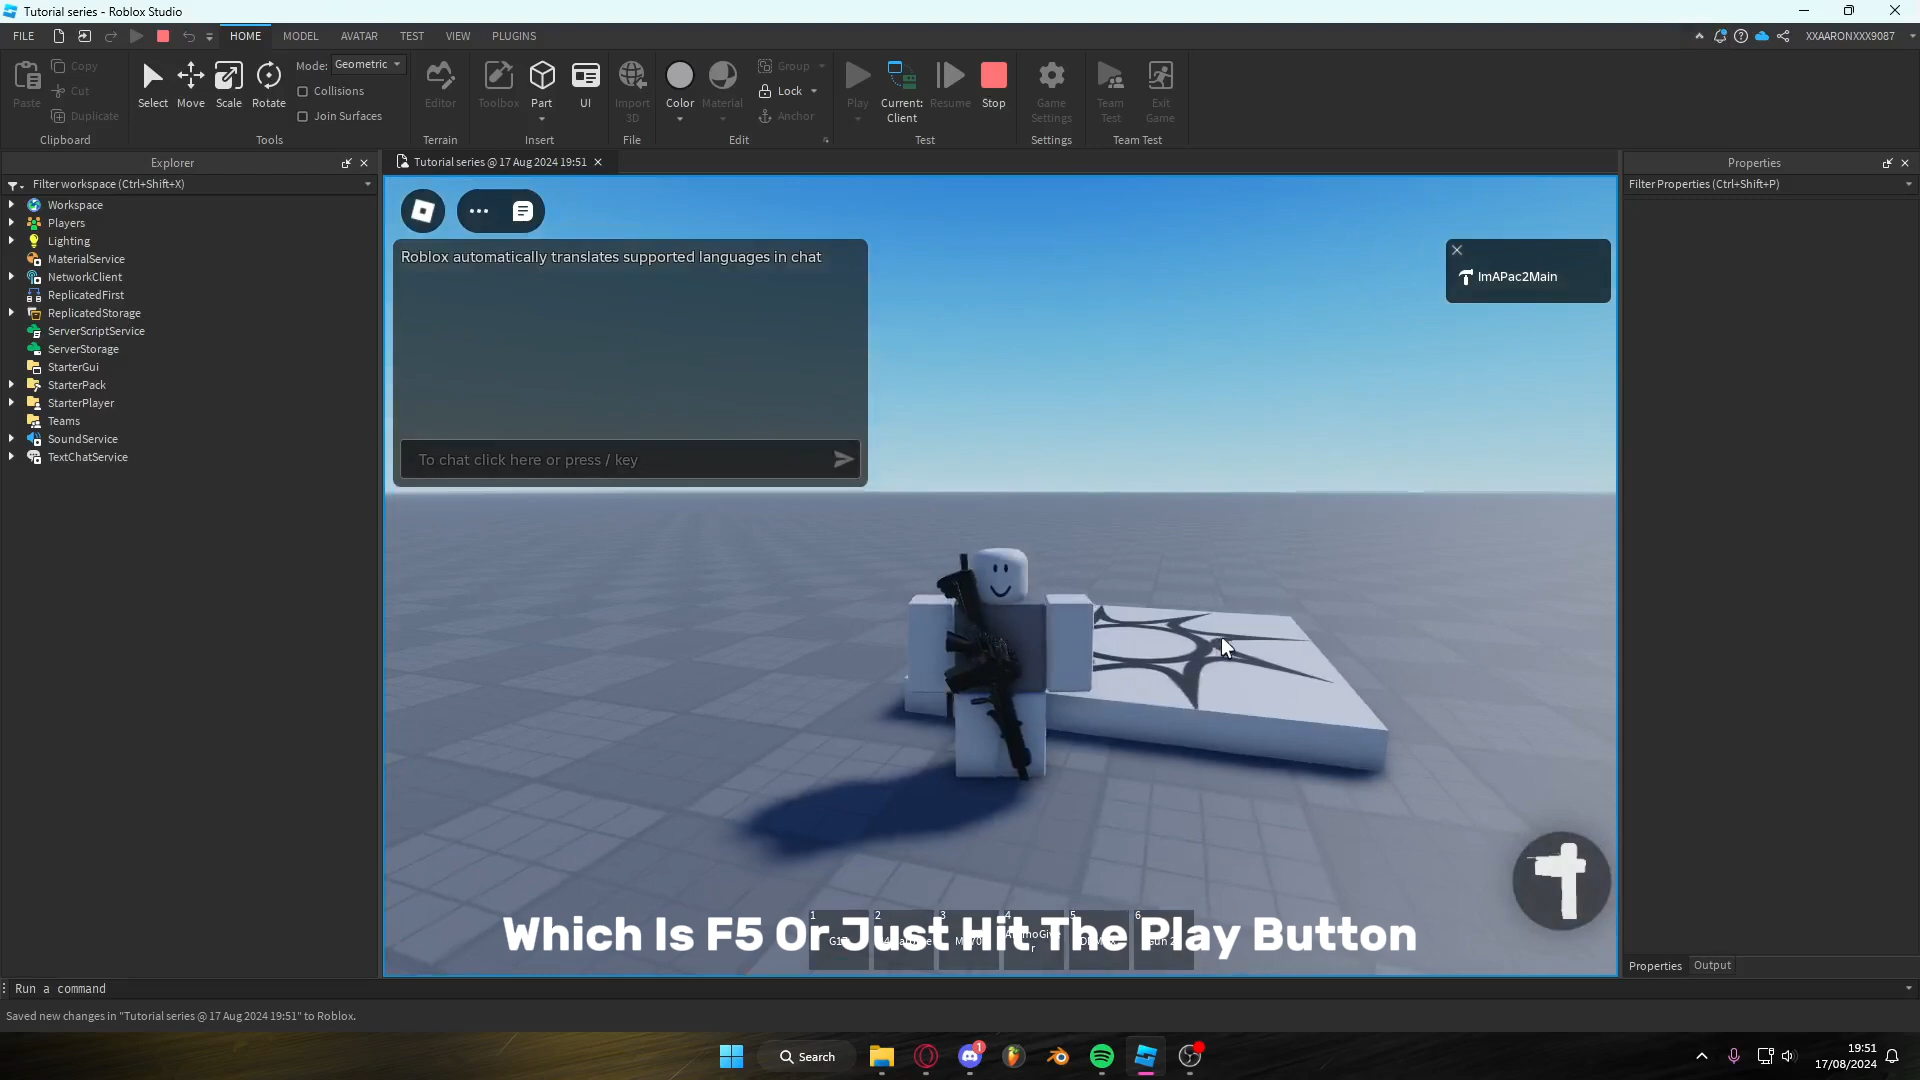 Tutorial series - Roblox Studio
FILE HOME MODEL AVATAR TEST VIEW PLUGINS XXAARONXXX9087
Paste Copy Cut Duplicate
Clipboard
Select Move Scale Rotate
Mode: Geometric
Collisions
Join Surfaces
Tools
Editor
Terrain
Toolbox Part UI
Insert
Import 3D
File
Color Material Group Lock Anchor
Edit
Play Current: Client Resume Stop
Test
Game Settings
Settings
Team Test Exit Game
Team Test
Explorer
Filter workspace (Ctrl+Shift+X)
Workspace
Players
Lighting
MaterialService
NetworkClient
ReplicatedFirst
ReplicatedStorage
ServerScriptService
ServerStorage
StarterGui
StarterPack
StarterPlayer
Teams
SoundService
TextChatService
Tutorial series @ 17 Aug 2024 19:51
Roblox automatically translates supported languages in chat
To chat click here or press / key
ImAPac2Main
1 2 3 4 5 6
Which Is F5 Or Just Hit The Play Button
Properties
Filter Properties (Ctrl+Shift+P)
Properties Output
Run a command
Saved new changes in "Tutorial series @ 17 Aug 2024 19:51" to Roblox.
Search
1
19:51
17/08/2024